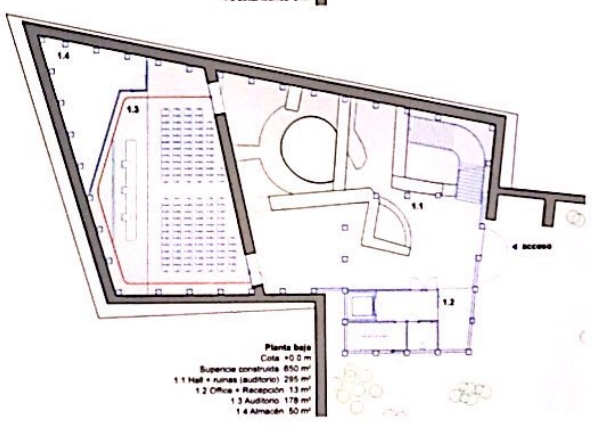 1.4
1.3
1.1
acceso
1.2
Planta baja
Cota +0.0 m
Supericie construida 650 m²
1.1 Hall + ruinas (auditorio) 295 m²
1.2 Office + Recepción 13 m²
1.3 Auditorio 178 m²
1.4 Almacén 50 m²